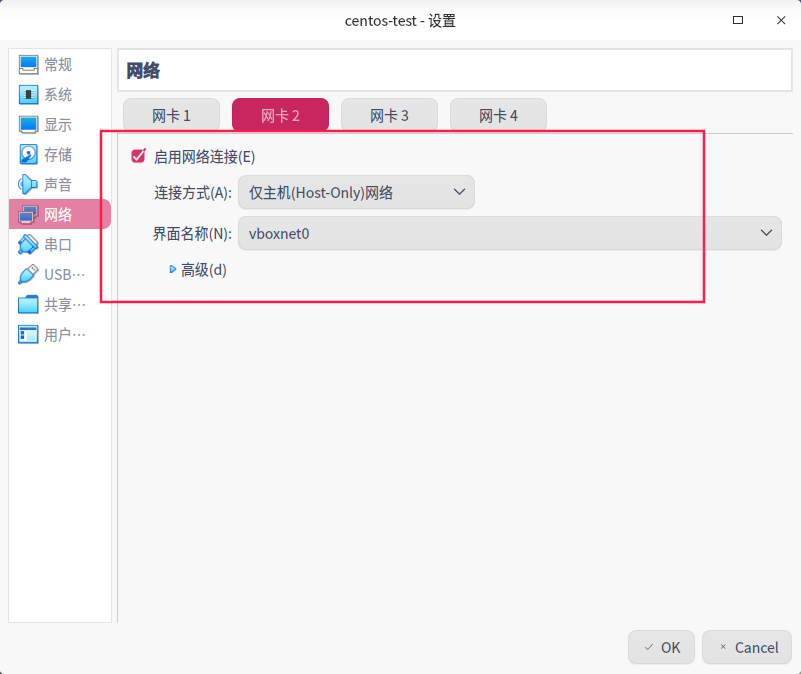 centos-test - 设置
常规
系统
显示
存储
声音
网络
串口
USB…
共享…
用户…
网络
网卡 1 网卡 2 网卡 3 网卡 4
启用网络连接(E)
连接方式(A): 仅主机(Host-Only)网络
界面名称(N): vboxnet0
高级(d)
OK Cancel